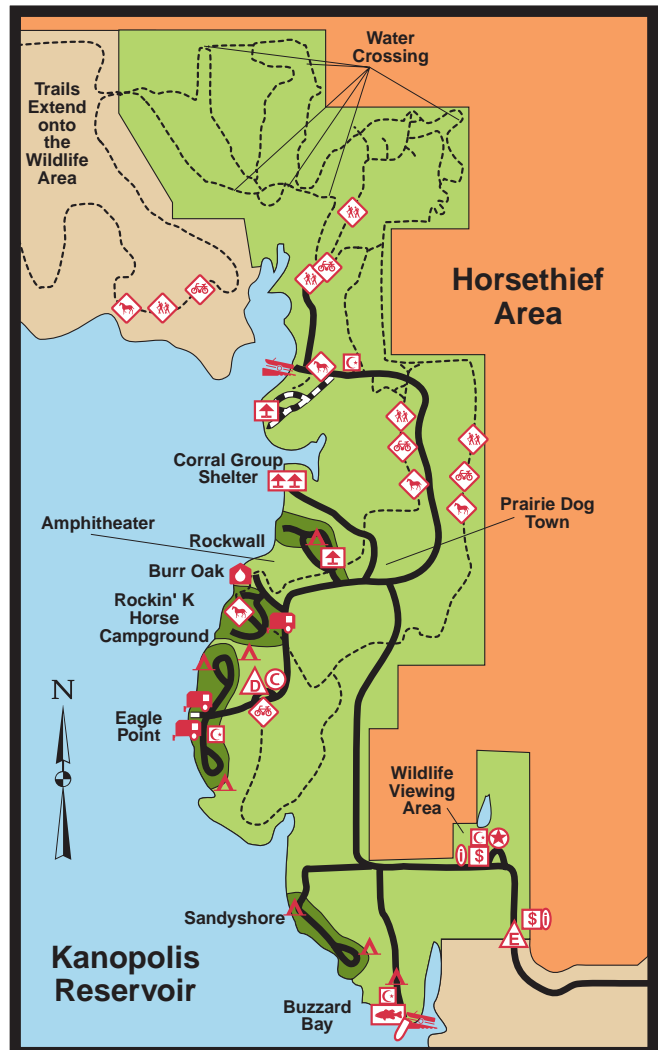 Water
Crossing
Trails
Extend
onto
the
Wildlife
Area
Horsethief
Area
Corral Group
Shelter
Amphitheater
Rockwall
Prairie Dog
Town
Burr Oak
Rockin' K
Horse
Campground
N
D
C
Eagle
Point
Wildlife
Viewing
Area
i
$
$
i
E
Sandyshore
Kanopolis
Reservoir
Buzzard
Bay